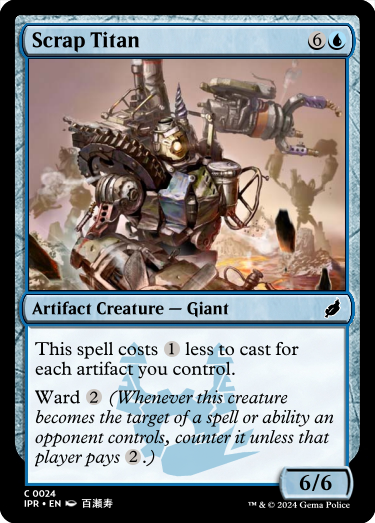 Scrap Titan 6
Artifact Creature — Giant
This spell costs 1 less to cast for
each artifact you control.
Ward 2 (Whenever this creature
becomes the target of a spell or ability an
opponent controls, counter it unless that
player pays 2.)
6/6
C 0024
IPR • EN 百瀬寿
™ & © 2024 Gema Police